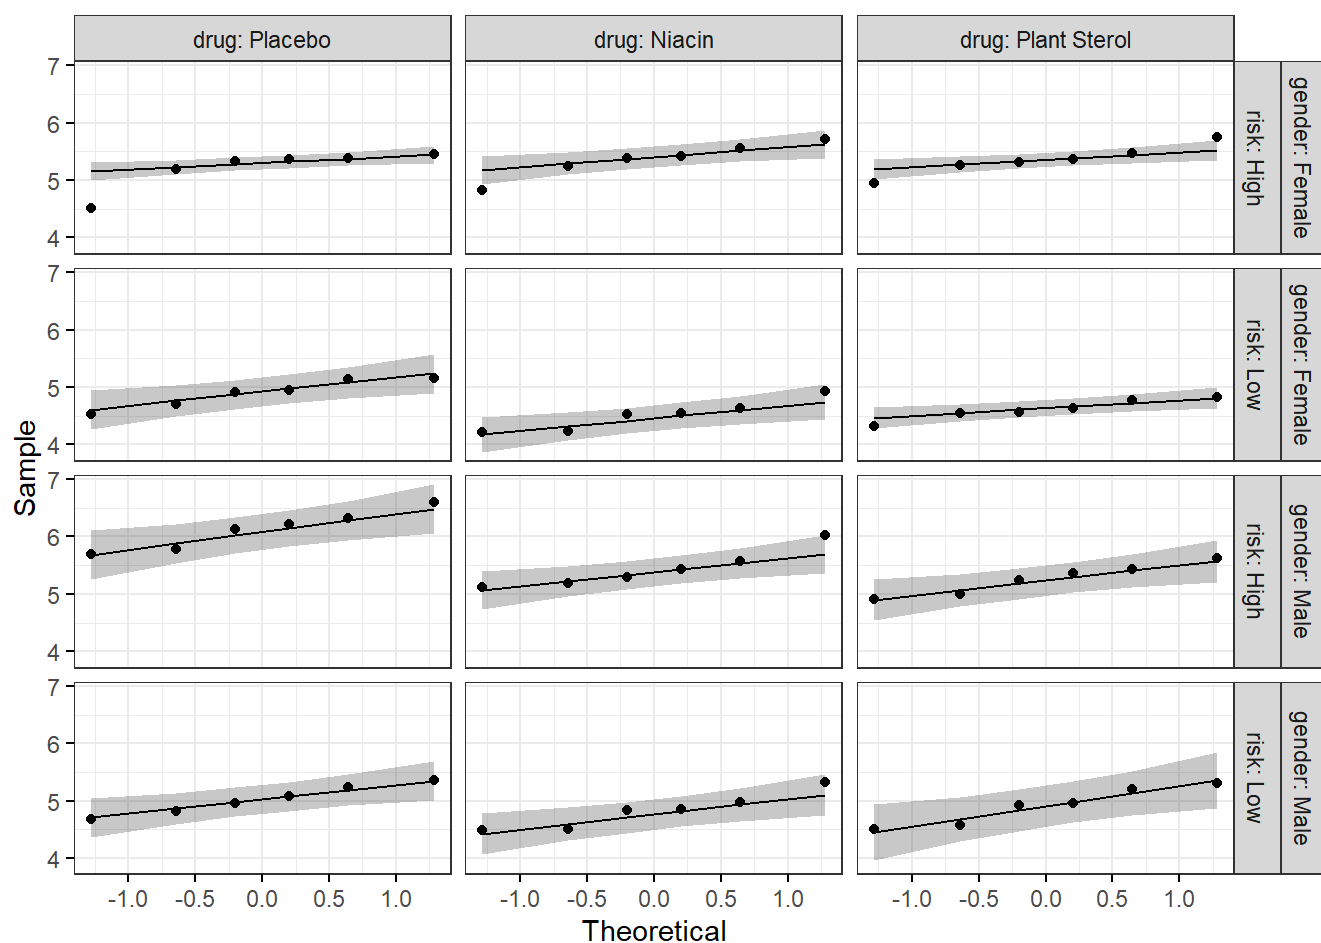 drug: Placebo
drug: Niacin
drug: Plant Sterol
7
6
5
4
risk: High
gender: Female
7
6
5
4
risk: Low
gender: Female
Sample
7
6
5
4
risk: High
gender: Male
7
6
5
4
risk: Low
gender: Male
-1.0 -0.5 0.0 0.5 1.0
-1.0 -0.5 0.0 0.5 1.0
-1.0 -0.5 0.0 0.5 1.0
Theoretical